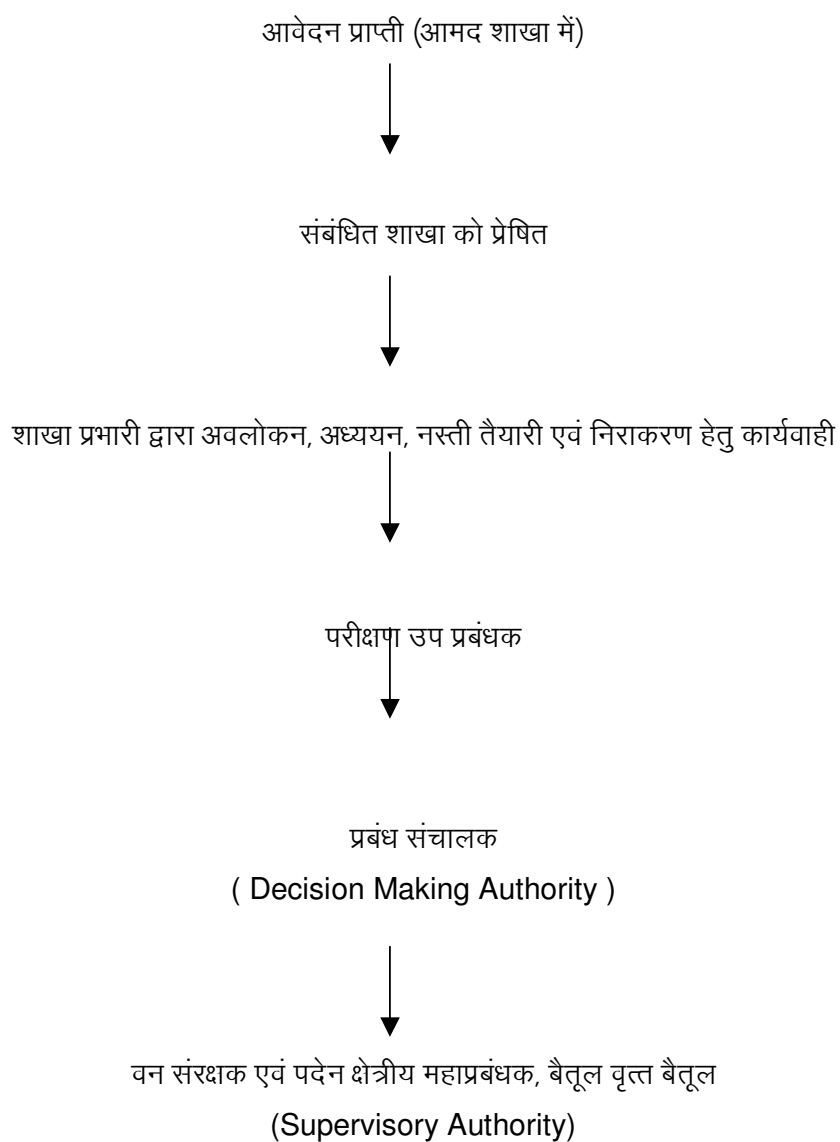 आवेदन प्राप्ती (आमद शाखा में)
संबंधित शाखा को प्रेषित
शाखा प्रभारी द्वारा अवलोकन, अध्ययन, नस्ती तैयारी एवं निराकरण हेतु कार्यवाही
परीक्षण उप प्रबंधक
प्रबंध संचालक
( Decision Making Authority )
वन संरक्षक एवं पदेन क्षेत्रीय महाप्रबंधक, बैतूल वृत्त बैतूल
(Supervisory Authority)